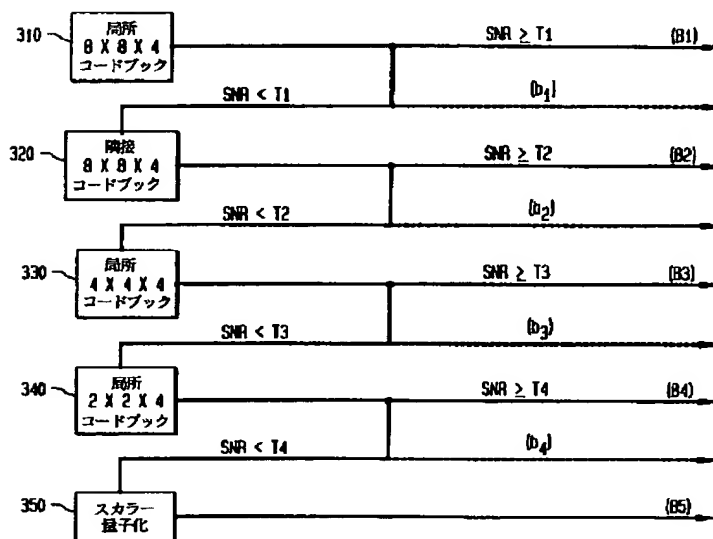 310
局所
8 X 8 X 4
コードブック
SNR ≥ T1
(B1)
SNR < T1
(b1)
320
隣接
8 X 8 X 4
コードブック
SNR ≥ T2
(B2)
SNR < T2
(b2)
330
局所
4 X 4 X 4
コードブック
SNR ≥ T3
(B3)
SNR < T3
(b3)
340
局所
2 X 2 X 4
コードブック
SNR ≥ T4
(B4)
SNR < T4
(b4)
350
スカラー
量子化
(B5)